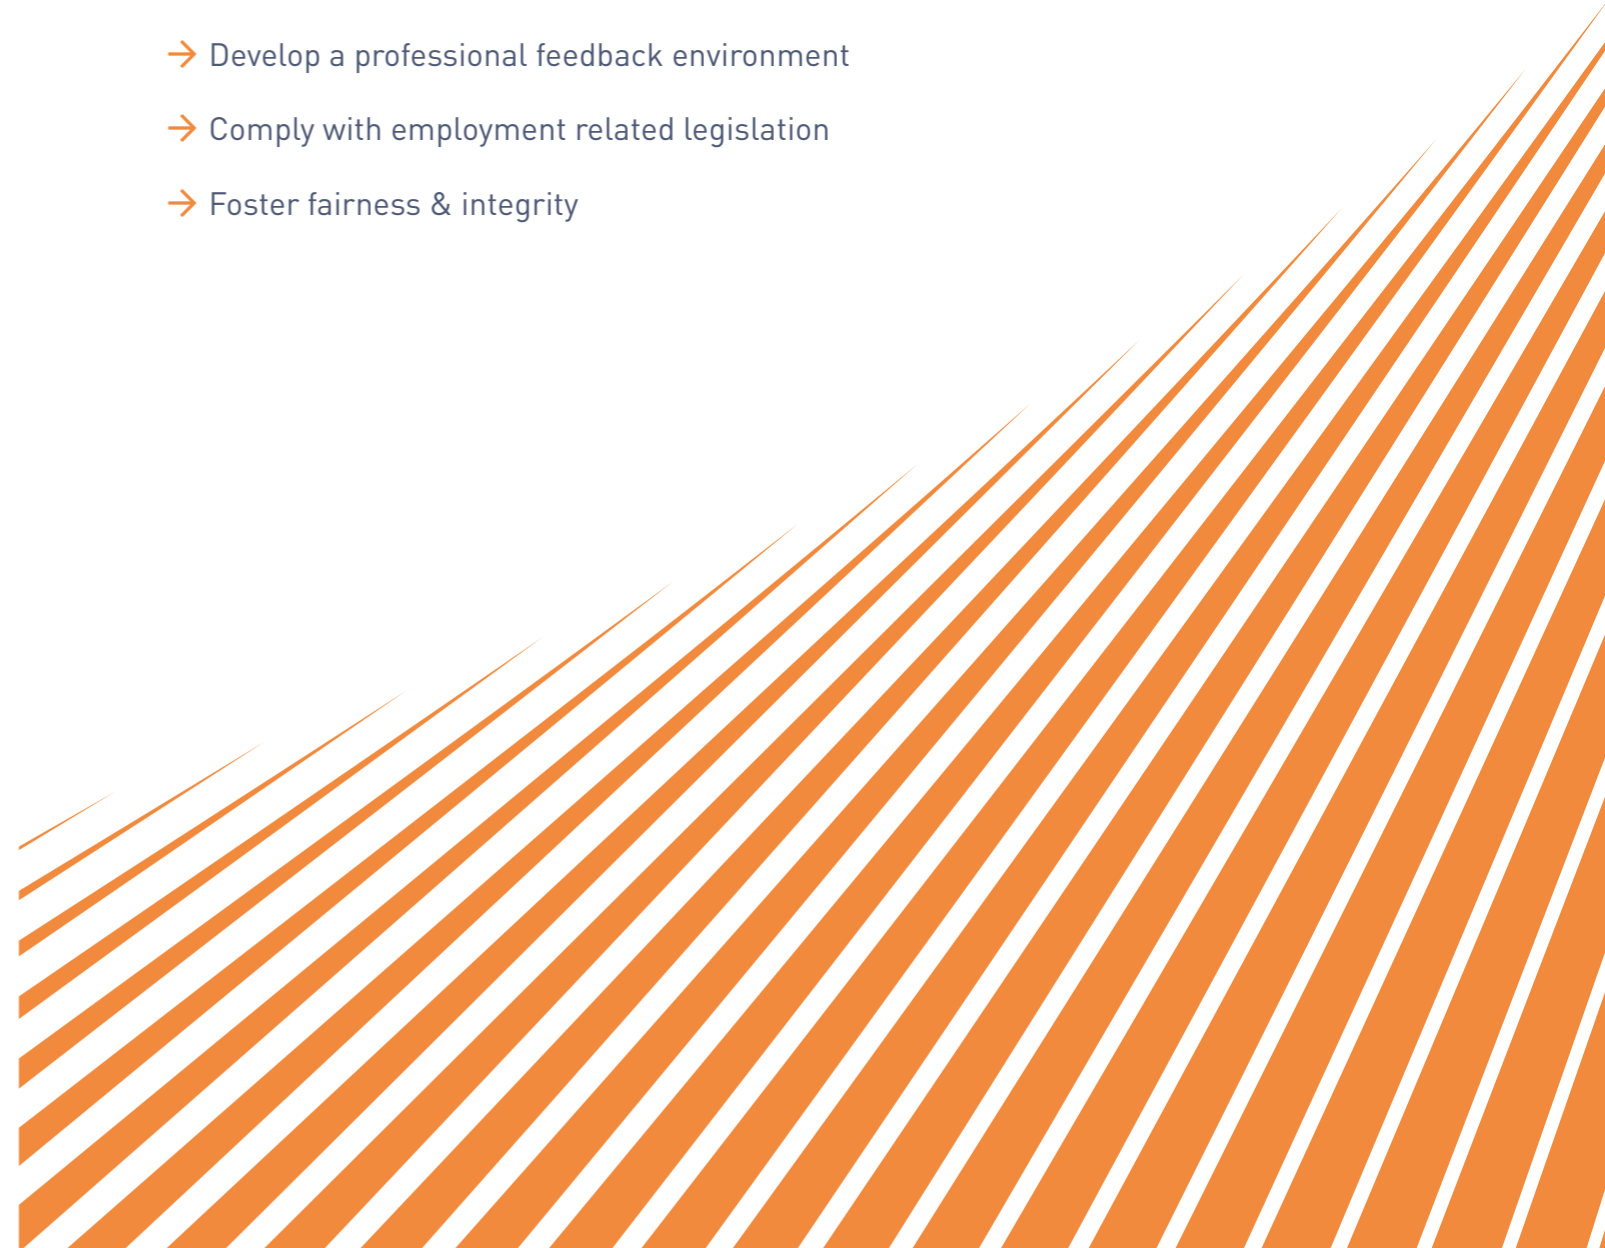 → Develop a professional feedback environment
→ Comply with employment related legislation
→ Foster fairness & integrity